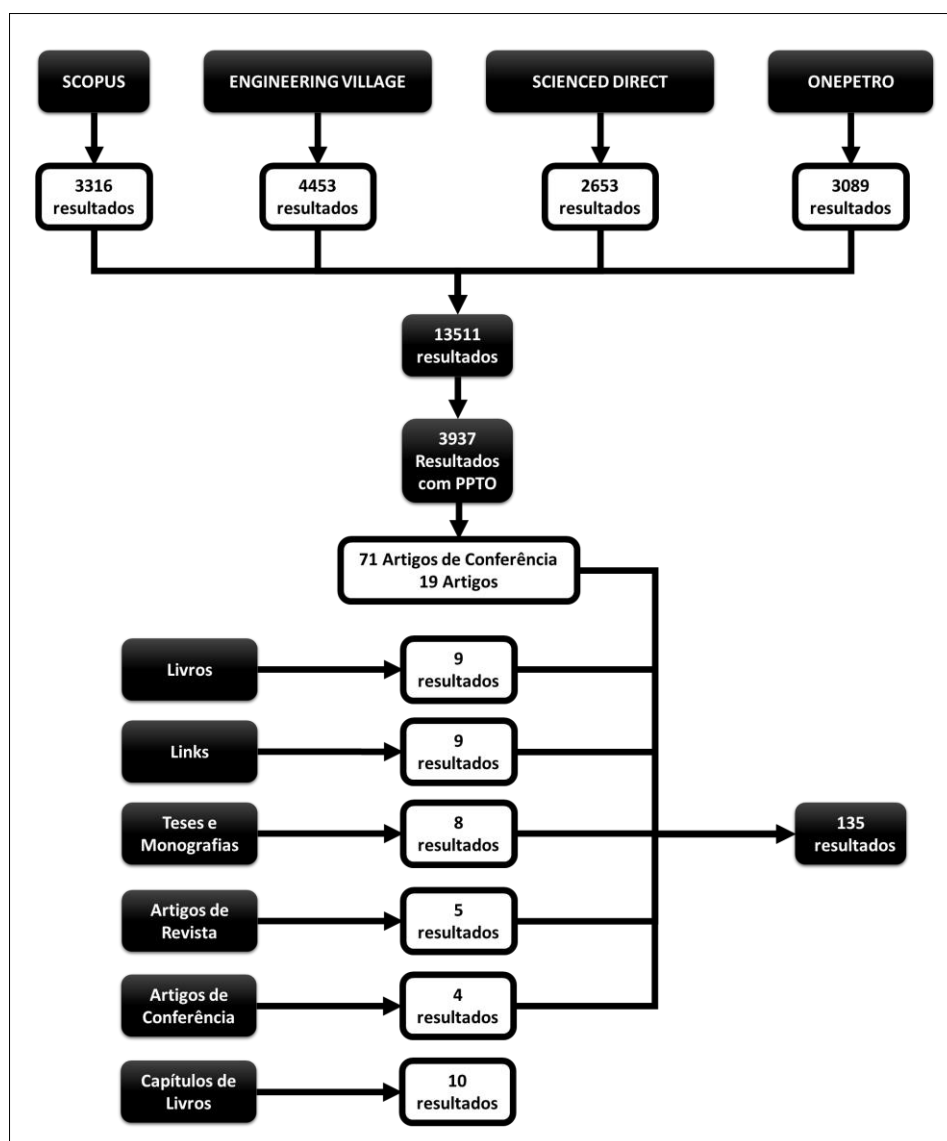 SCOPUS
ENGINEERING VILLAGE
SCIENCED DIRECT
ONEPETRO
3316
resultados
4453
resultados
2653
resultados
3089
resultados
13511
resultados
3937
Resultados
com PPTO
71 Artigos de Conferência
19 Artigos
Livros
9
resultados
Links
9
resultados
Teses e
Monografias
8
resultados
135
resultados
Artigos de
Revista
5
resultados
Artigos de
Conferência
4
resultados
Capítulos de
Livros
10
resultados